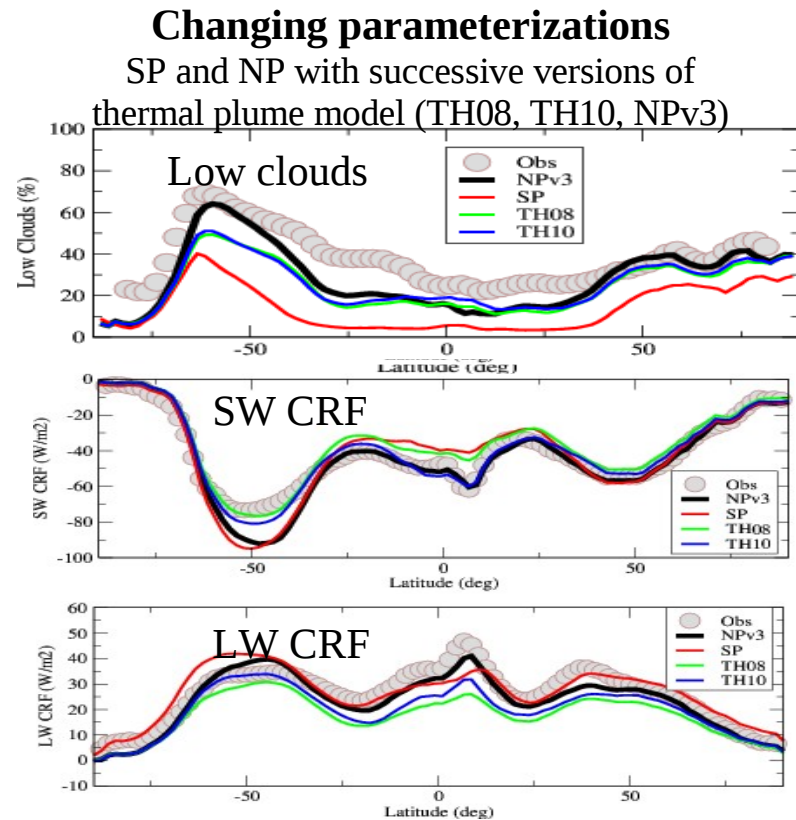 Changing parameterizations
SP and NP with successive versions of
thermal plume model (TH08, TH10, NPv3)
100
80
60
40
20
0
Low Clouds (%)
Low clouds
Obs
NPv3
SP
TH08
TH10
-50
0
50
Latitude (deg)
0
-20
-40
-60
-80
-100
SW CRF (W/m2)
SW CRF
Obs
NPv3
SP
TH08
TH10
-50
0
50
Latitude (deg)
60
50
40
30
20
10
0
-10
LW CRF (W/m2)
LW CRF
Obs
NPv3
SP
TH08
TH10
-50
0
50
Latitude (deg)